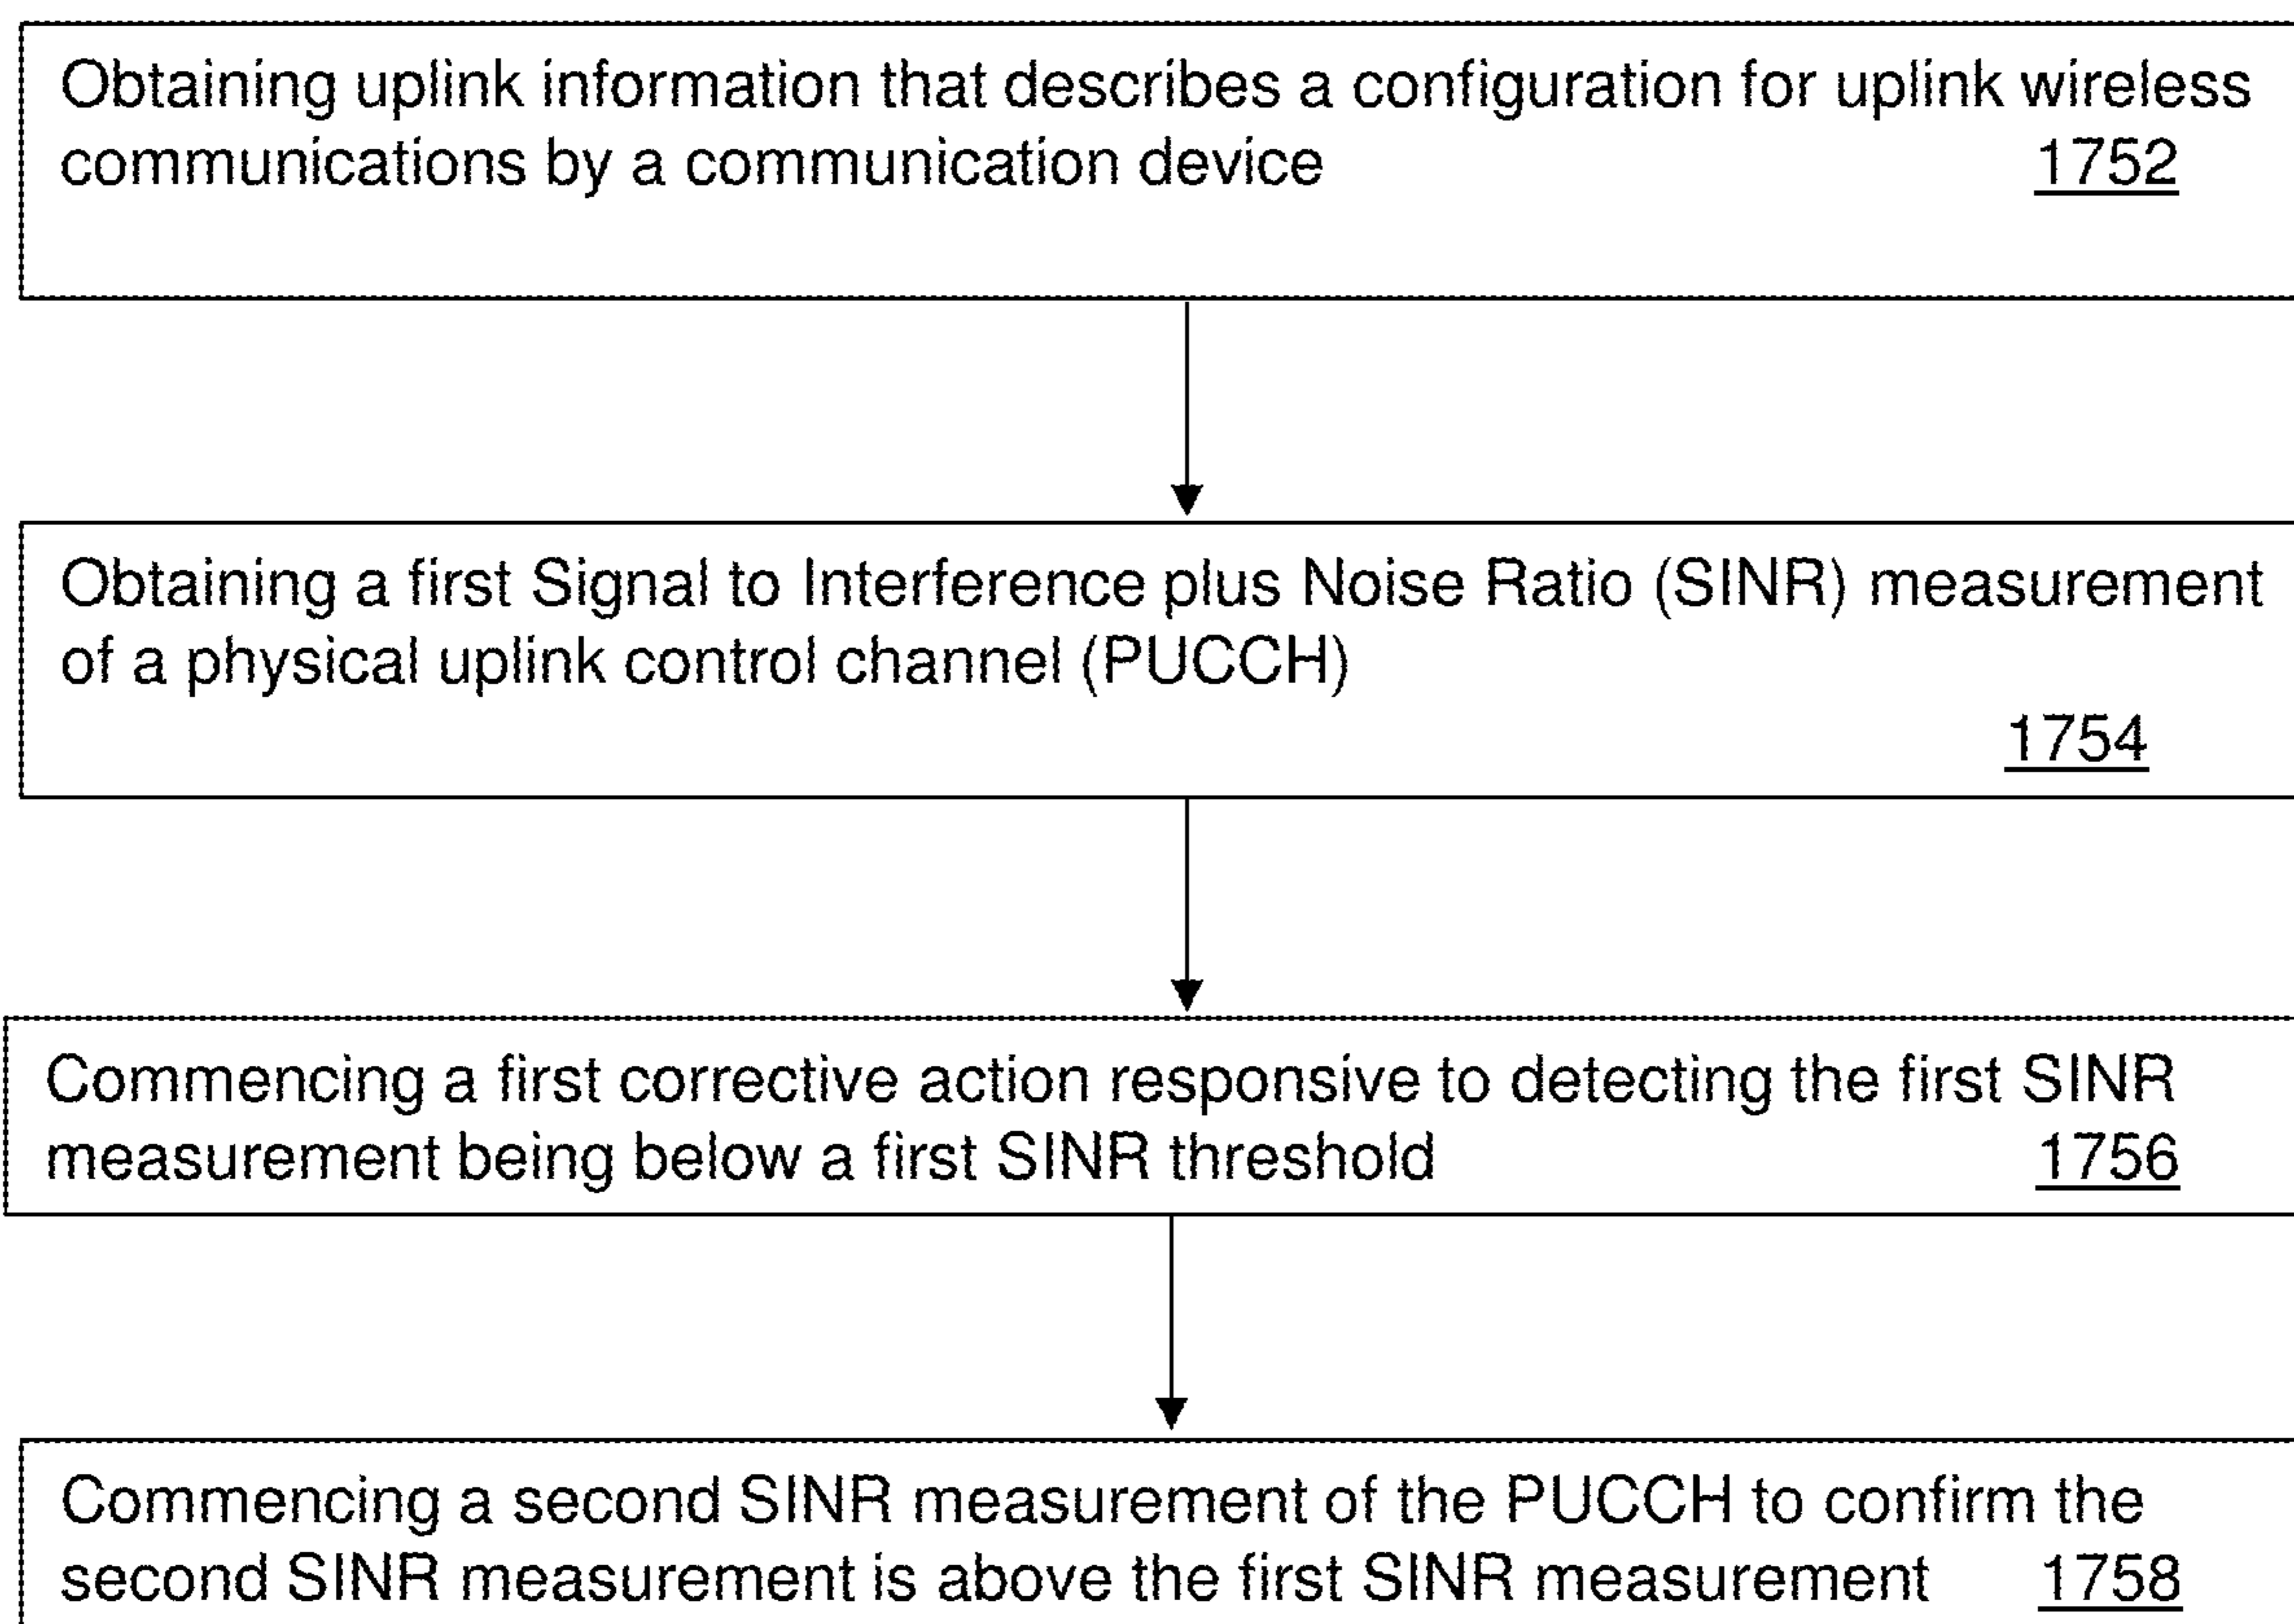 Obtaining uplink information that describes a configuration for uplink wireless
communications by a communication device 1752
Obtaining a first Signal to Interference plus Noise Ratio (SINR) measurement
of a physical uplink control channel (PUCCH)
1754
Commencing a first corrective action responsive to detecting the first SINR
measurement being below a first SINR threshold 1756
Commencing a second SINR measurement of the PUCCH to confirm the
second SINR measurement is above the first SINR measurement 1758